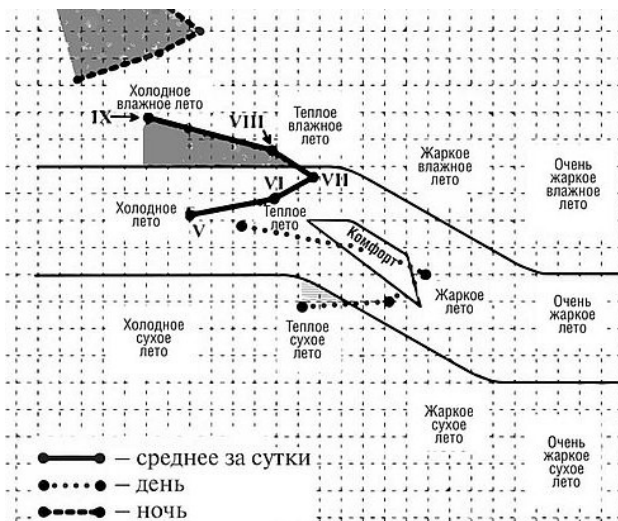 Холодное
влажное лето
IX
VIII
Теплое
влажное
лето
Жаркое
влажное
лето
Очень
жаркое
влажное
лето
VII
VI
Холодное
лето
V
Теплое
лето
Комфорт
Жаркое
лето
Очень
жаркое
лето
Холодное
сухое
лето
Теплое
сухое
лето
Жаркое
сухое
лето
Очень
жаркое
сухое
лето
– среднее за сутки
– день
– ночь